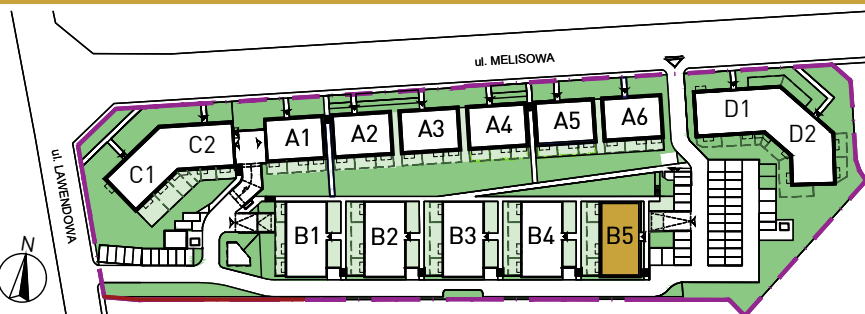 ul. MELISOWA
D1
A6
A5
A4
A3
A2
A1
C2
D2
C1
ul. LAWENDOWA
B1
B2
B3
B4
B5
N